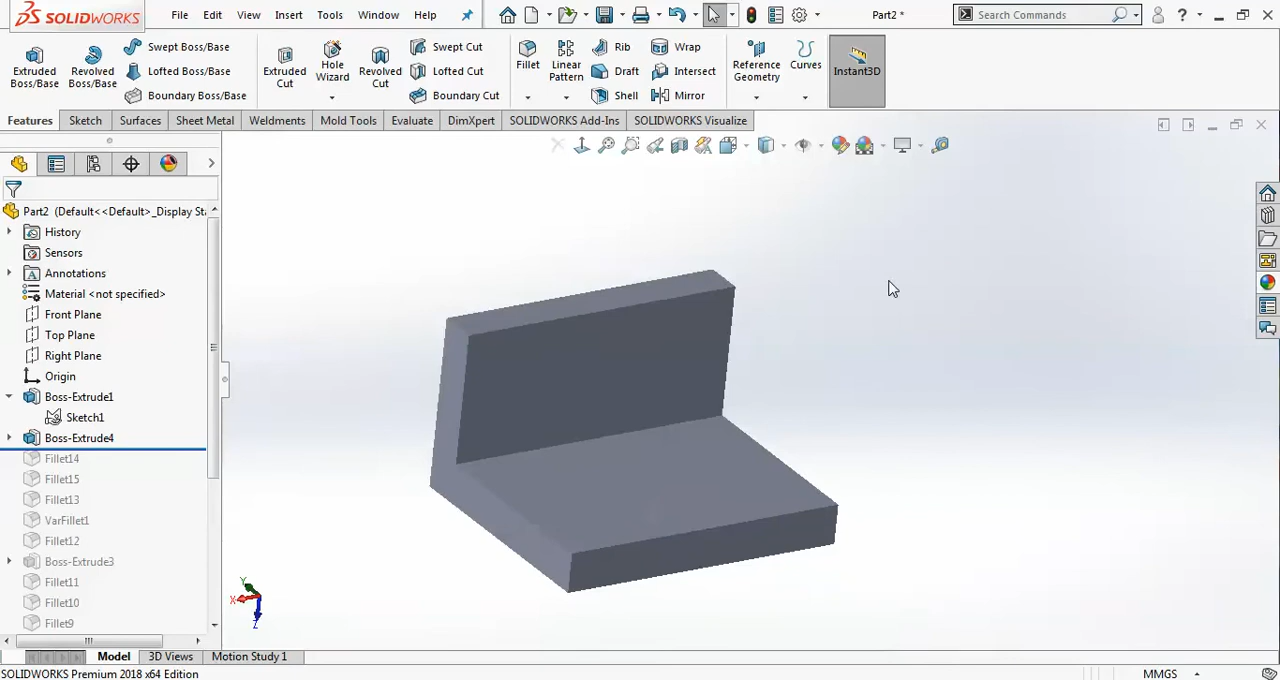 SOLIDWORKS File Edit View Insert Tools Window Help Part2 * Search Commands ?
Extruded Boss/Base
Revolved Boss/Base
Swept Boss/Base
Lofted Boss/Base
Boundary Boss/Base
Extruded Cut
Hole Wizard
Revolved Cut
Swept Cut
Lofted Cut
Boundary Cut
Fillet
Linear Pattern
Rib
Draft
Shell
Wrap
Intersect
Mirror
Reference Geometry
Curves
Instant3D
Features Sketch Surfaces Sheet Metal Weldments Mold Tools Evaluate DimXpert SOLIDWORKS Add-Ins SOLIDWORKS Visualize
Part2 (Default<<Default>_Display Sta
History
Sensors
Annotations
Material <not specified>
Front Plane
Top Plane
Right Plane
Origin
Boss-Extrude1
Sketch1
Boss-Extrude4
Fillet14
Fillet15
Fillet13
VarFillet1
Fillet12
Boss-Extrude3
Fillet11
Fillet10
Fillet9
Y
X
Z
Model 3D Views Motion Study 1
SOLIDWORKS Premium 2018 x64 Edition MMGS